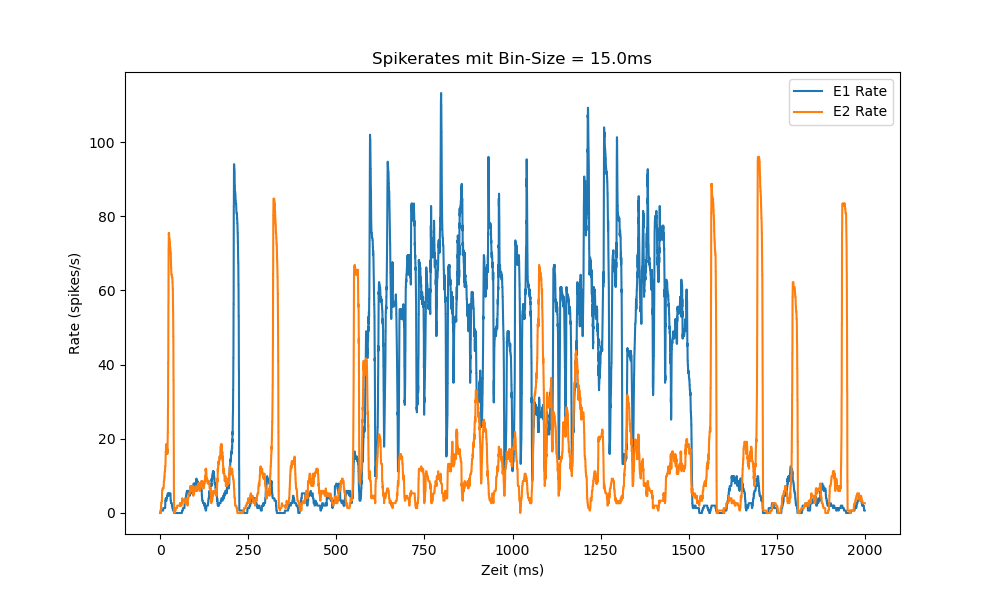 Spikerates mit Bin-Size = 15.0ms
E1 Rate
E2 Rate
Rate (spikes/s)
100
80
60
40
20
0
0 250 500 750 1000 1250 1500 1750 2000
Zeit (ms)